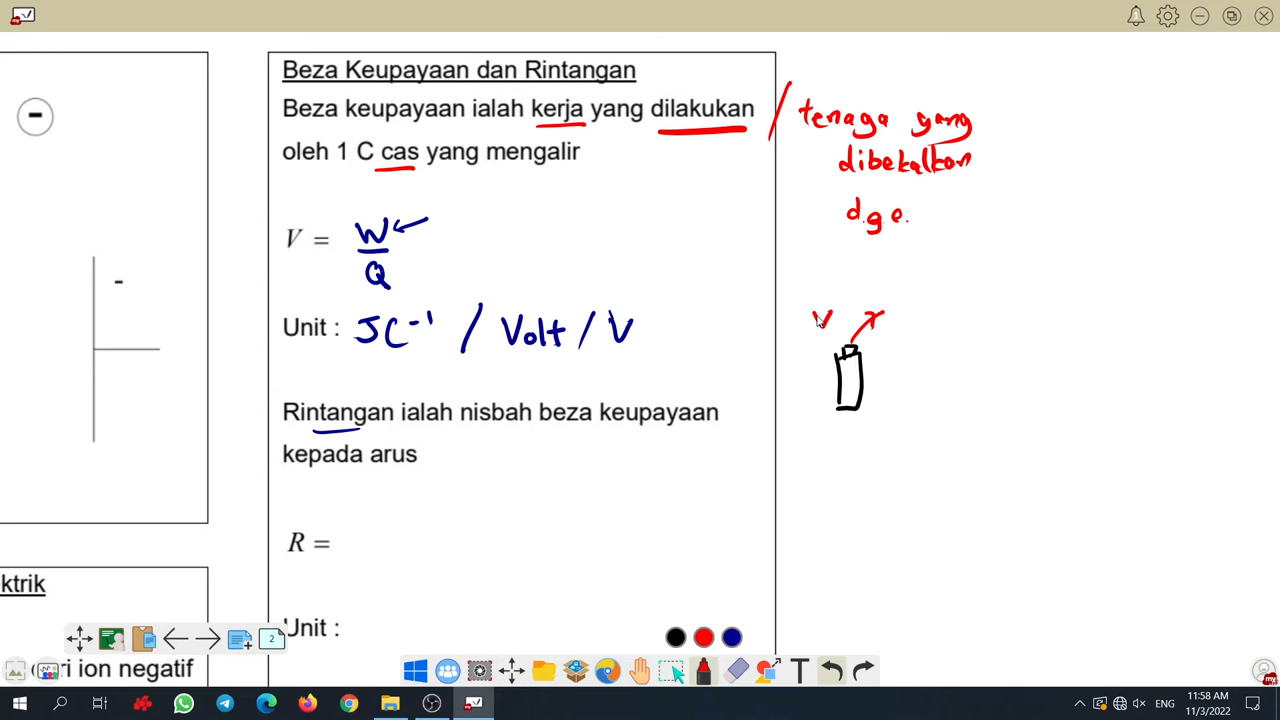 Beza Keupayaan dan Rintangan
Beza keupayaan ialah kerja yang dilakukan
oleh 1 C cas yang mengalir
/ tenaga yang
dibekalkan
d.g.e.
-
-
V = W
Q
Unit : JC⁻¹ / Volt / V
V
Rintangan ialah nisbah beza keupayaan
kepada arus
R =
Unit :
ktrik
dari ion negatif
2
T
11:58 AM
ENG
11/3/2022